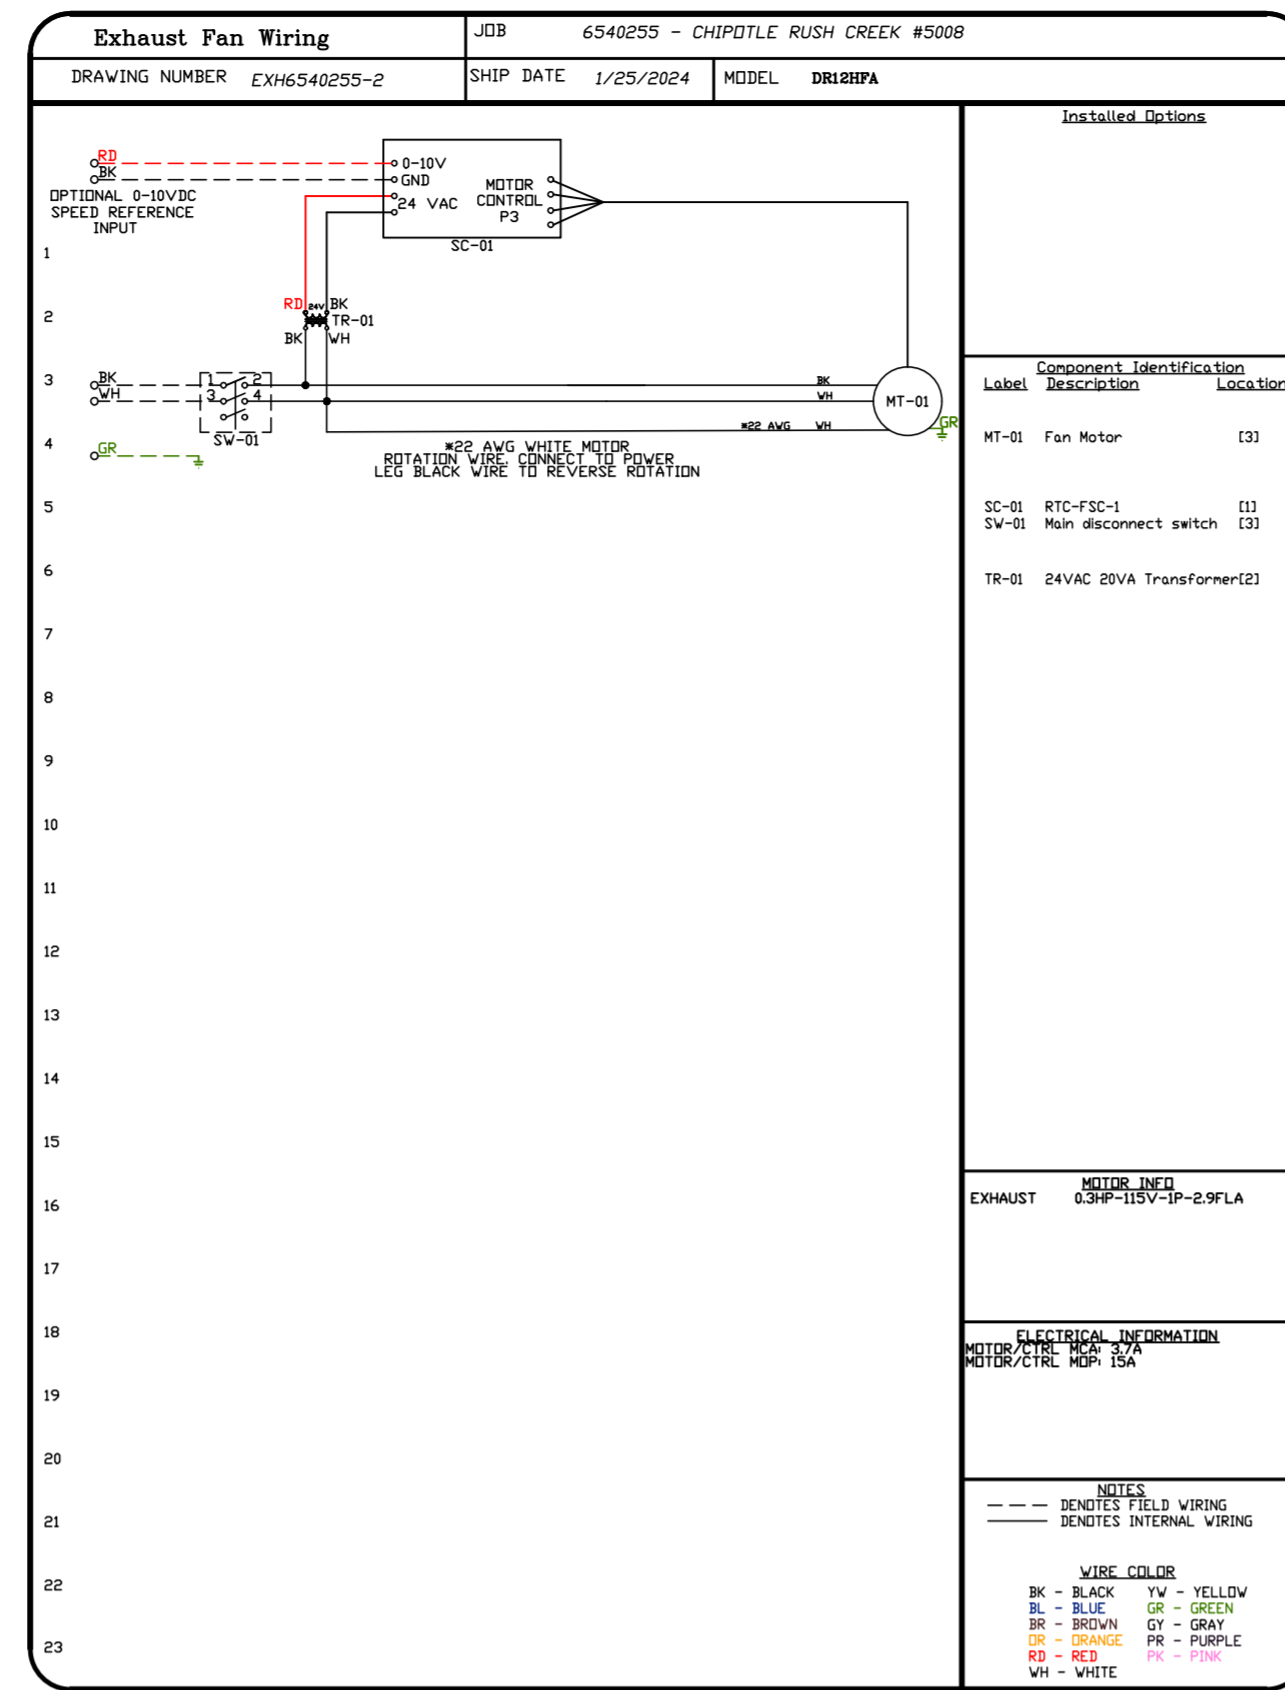 Exhaust Fan Wiring
JOB 6540255 - CHIPOTLE RUSH CREEK #5008
DRAWING NUMBER EXH6540255-2
SHIP DATE 1/25/2024
MODEL DR12HFA
RD
BK
OPTIONAL 0-10VDC
SPEED REFERENCE
INPUT
0-10V
GND
24 VAC
MOTOR
CONTROL
P3
SC-01
RD 24V BK
TR-01
BK WH
BK
WH
1 2
3 4
SW-01
GR
BK
WH
*22 AWG WH
MT-01
GR
*22 AWG WHITE MOTOR
ROTATION WIRE. CONNECT TO POWER
LEG BLACK WIRE TO REVERSE ROTATION
1
2
3
4
5
6
7
8
9
10
11
12
13
14
15
16
17
18
19
20
21
22
23
Installed Options
Component Identification
Label Description Location
MT-01 Fan Motor [3]
SC-01 RTC-FSC-1 [1]
SW-01 Main disconnect switch [3]
TR-01 24VAC 20VA Transformer[2]
MOTOR INFO
EXHAUST 0.3HP-115V-1P-2.9FLA
ELECTRICAL INFORMATION
MOTOR/CTRL MCA: 3.7A
MOTOR/CTRL MOP: 15A
NOTES
DENOTES FIELD WIRING
DENOTES INTERNAL WIRING
WIRE COLOR
BK - BLACK YW - YELLOW
BL - BLUE GR - GREEN
BR - BROWN GY - GRAY
OR - ORANGE PR - PURPLE
RD - RED PK - PINK
WH - WHITE